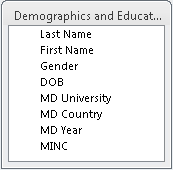 Demographics and Educat...
Last Name
First Name
Gender
DOB
MD University
MD Country
MD Year
MINC